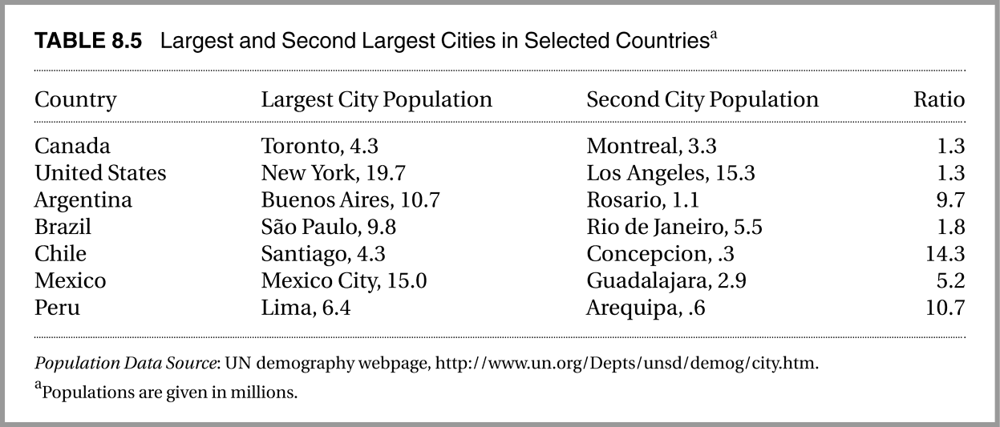 TABLE 8.5 Largest and Second Largest Cities in Selected Countriesa
Country Largest City Population Second City Population Ratio
Canada Toronto, 4.3 Montreal, 3.3 1.3
United States New York, 19.7 Los Angeles, 15.3 1.3
Argentina Buenos Aires, 10.7 Rosario, 1.1 9.7
Brazil São Paulo, 9.8 Rio de Janeiro, 5.5 1.8
Chile Santiago, 4.3 Concepcion, .3 14.3
Mexico Mexico City, 15.0 Guadalajara, 2.9 5.2
Peru Lima, 6.4 Arequipa, .6 10.7
Population Data Source: UN demography webpage, http://www.un.org/Depts/unsd/demog/city.htm.
aPopulations are given in millions.